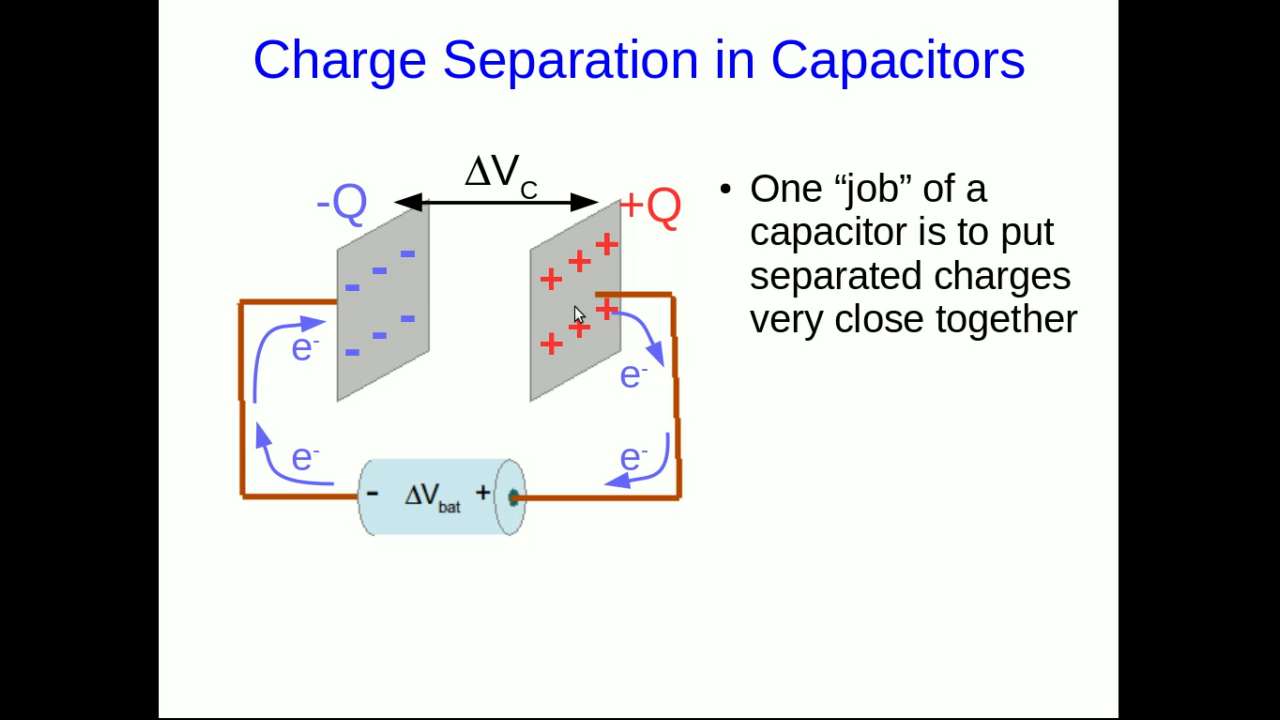 Charge Separation in Capacitors
ΔVC
-Q
+Q
• One “job” of a
capacitor is to put
separated charges
very close together
- - -
+ + +
- - -
+ + +
e-
e-
e-
e-
- ΔVbat +